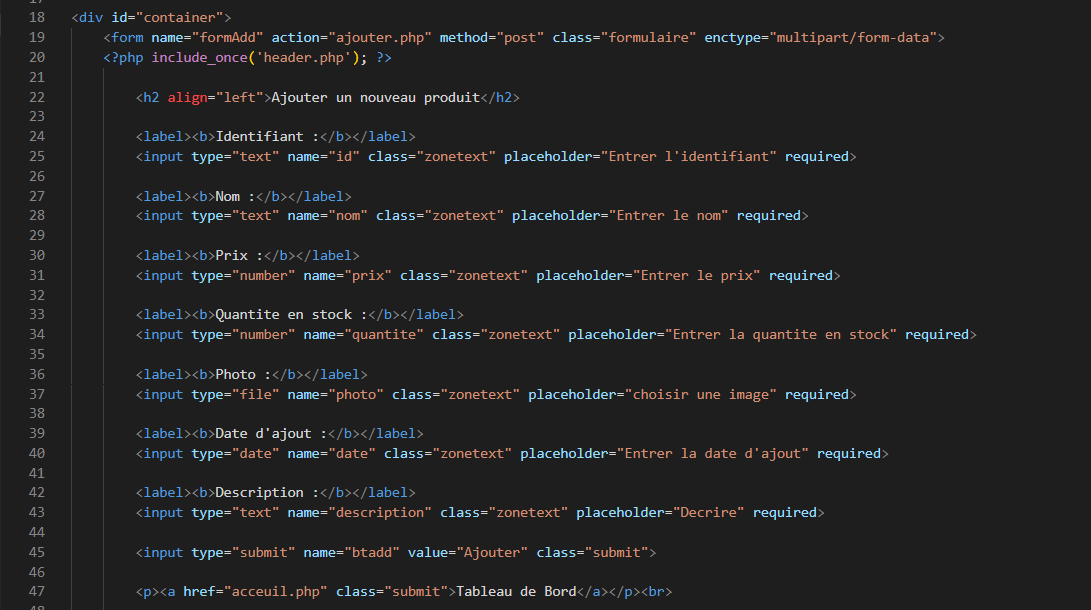 18 <div id="container">
19 <form name="formAdd" action="ajouter.php" method="post" class="formulaire" enctype="multipart/form-data">
20 <?php include_once('header.php'); ?>
21
22 <h2 align="left">Ajouter un nouveau produit</h2>
23
24 <label><b>Identifiant :</b></label>
25 <input type="text" name="id" class="zonetext" placeholder="Entrer l'identifiant" required>
26
27 <label><b>Nom :</b></label>
28 <input type="text" name="nom" class="zonetext" placeholder="Entrer le nom" required>
29
30 <label><b>Prix :</b></label>
31 <input type="number" name="prix" class="zonetext" placeholder="Entrer le prix" required>
32
33 <label><b>Quantite en stock :</b></label>
34 <input type="number" name="quantite" class="zonetext" placeholder="Entrer la quantite en stock" required>
35
36 <label><b>Photo :</b></label>
37 <input type="file" name="photo" class="zonetext" placeholder="choisir une image" required>
38
39 <label><b>Date d'ajout :</b></label>
40 <input type="date" name="date" class="zonetext" placeholder="Entrer la date d'ajout" required>
41
42 <label><b>Description :</b></label>
43 <input type="text" name="description" class="zonetext" placeholder="Decrire" required>
44
45 <input type="submit" name="btadd" value="Ajouter" class="submit">
46
47 <p><a href="acceuil.php" class="submit">Tableau de Bord</a></p><br>